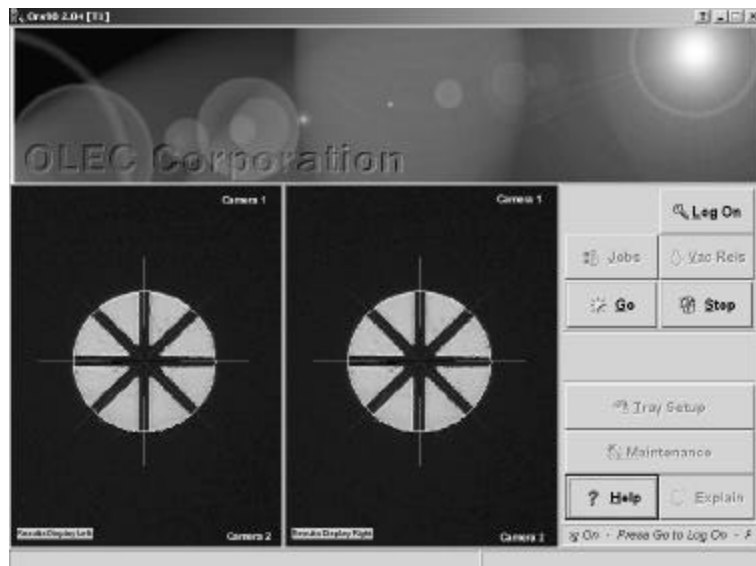 OLEC Corporation
Camera 1
Camera 1
Log On
Jobs
Vac Rels
Go
Stop
Tray Setup
Maintenance
Help
Explain
Results Display Left
Camera 2
Results Display Right
Camera 2
g On - Press Go to Log On -